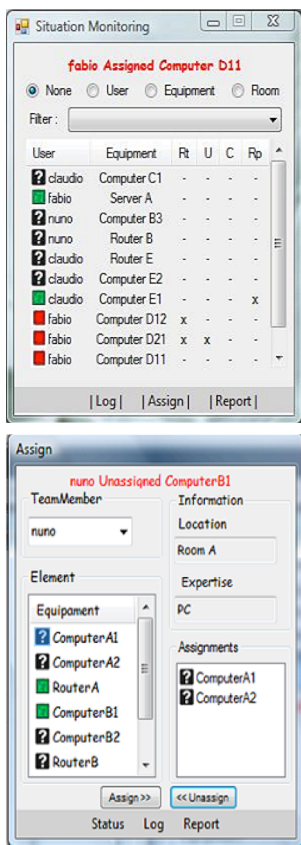 Situation Monitoring
fabio Assigned Computer D11
None User Equipment Room
Filter :
User Equipment Rt U C Rp
? claudio Computer C1 - - - -
fabio Server A - - - -
? nuno Computer B3 - - - -
? nuno Router B - - - -
? claudio Router E - - - -
? claudio Computer E2 - - - -
claudio Computer E1 - - - x
fabio Computer D12 x - - -
fabio Computer D21 x x - -
fabio Computer D11 - - - -
| Log | | Assign | | Report |
Assign
nuno Unassigned ComputerB1
TeamMember
nuno
Information
Location
Room A
Expertise
PC
Element
Equipament
? ComputerA1
? ComputerA2
RouterA
ComputerB1
? ComputerB2
? RouterB
Assignments
? ComputerA1
? ComputerA2
Assign >> << Unassign
Status Log Report